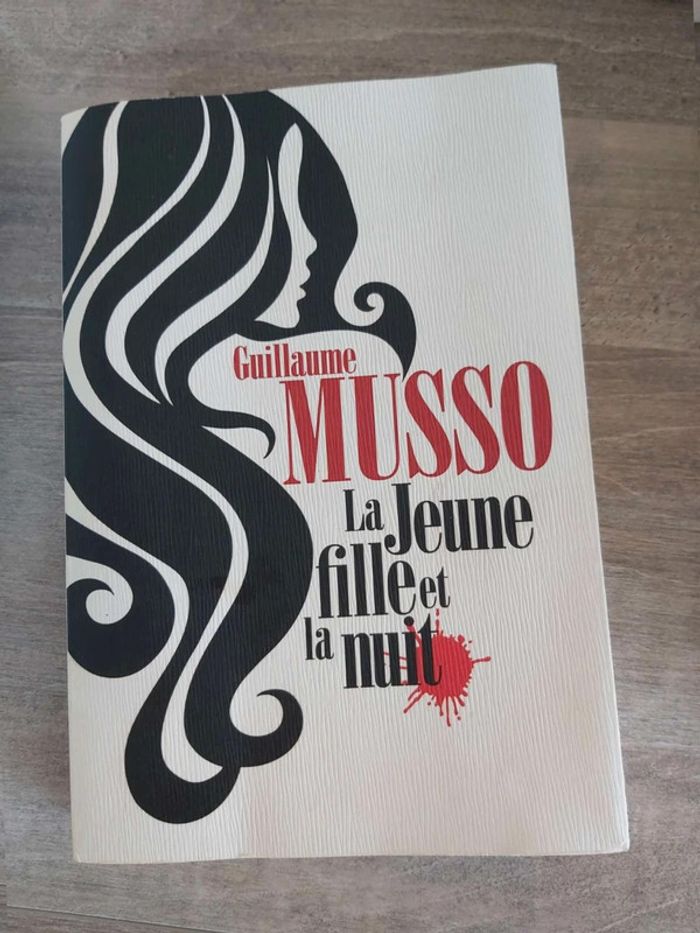 Guillaume
MUSSO
La Jeune
fille et
la nuit